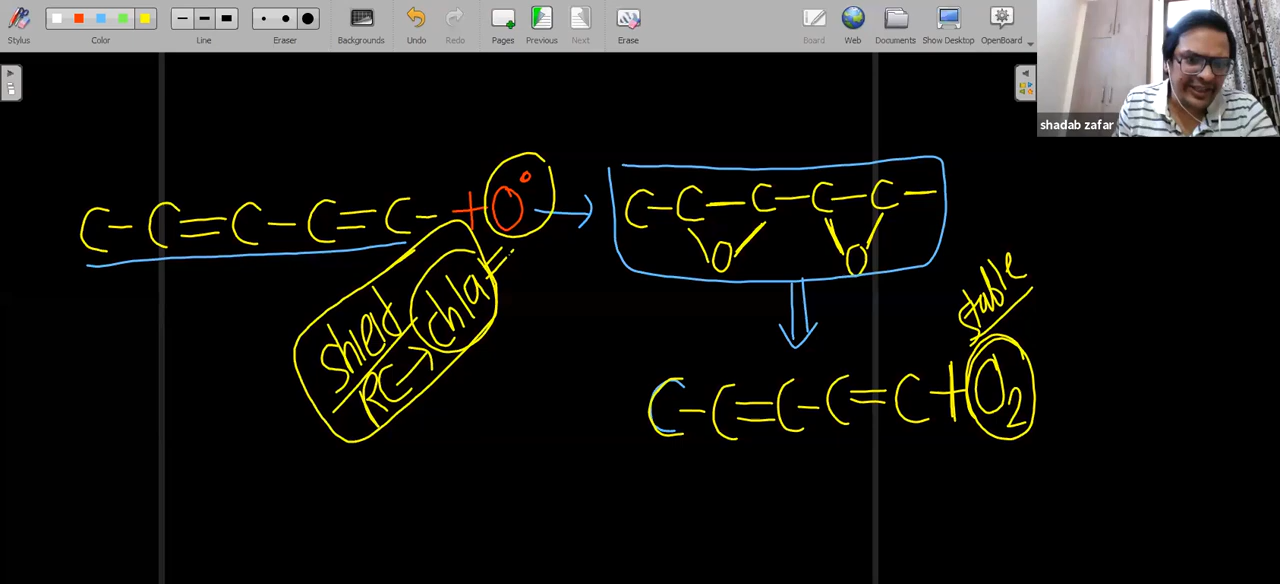 Stylus
Color
Line
Eraser
Backgrounds
Undo
Redo
Pages
Previous
Next
Erase
Board
Web
Documents
Show Desktop
OpenBoard
shadab zafar
C-C=C-C=C- + O° →
C-C-C-C-C-
O O
shield
RC → chla
stable
C-C=C-C=C + O2